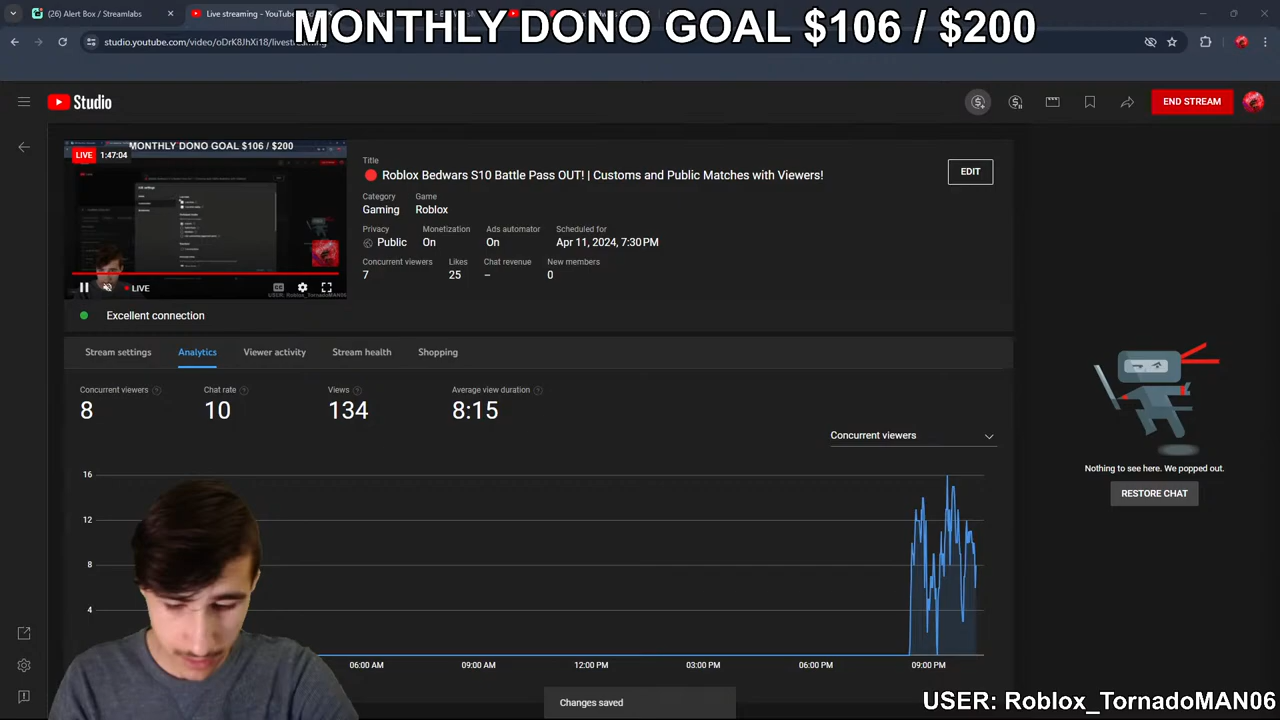 (26) Alert Box / Streamlabs
Live streaming - YouTube
MONTHLY DONO GOAL $106 / $200
studio.youtube.com/video/oDrK8JhXi18/livestreaming
Studio
END STREAM
MONTHLY DONO GOAL $106 / $200
LIVE
1:47:04
LIVE
Title
Roblox Bedwars S10 Battle Pass OUT! | Customs and Public Matches with Viewers!
EDIT
Category
Game
Gaming
Roblox
Privacy
Monetization
Ads automator
Scheduled for
Public
On
On
Apr 11, 2024, 7:30 PM
Concurrent viewers
Likes
Chat revenue
New members
7
25
–
0
Excellent connection
Stream settings
Analytics
Viewer activity
Stream health
Shopping
Concurrent viewers
Chat rate
Views
Average view duration
8
10
134
8:15
Concurrent viewers
16
12
8
4
06:00 AM
09:00 AM
12:00 PM
03:00 PM
06:00 PM
09:00 PM
Nothing to see here. We popped out.
RESTORE CHAT
Changes saved
USER: Roblox_TornadoMAN06